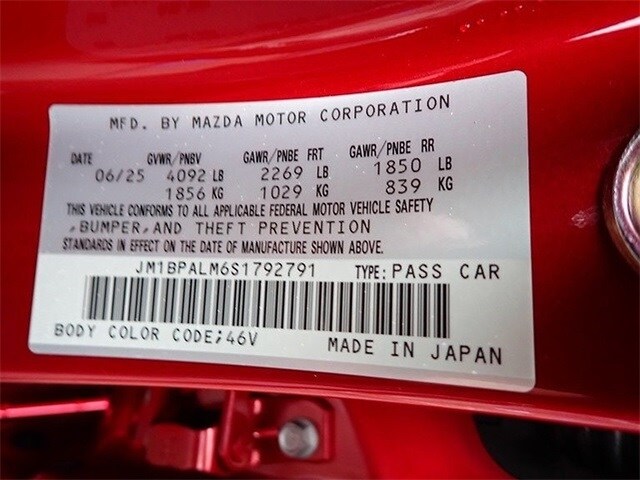 MFD. BY MAZDA MOTOR CORPORATION
DATE GVWR/PNBV GAWR/PNBE FRT GAWR/PNBE RR
06/25 4092 LB 2269 LB 1850 LB
1856 KG 1029 KG 839 KG
THIS VEHICLE CONFORMS TO ALL APPLICABLE FEDERAL MOTOR VEHICLE SAFETY
,BUMPER,AND THEFT PREVENTION
STANDARDS IN EFFECT ON THE DATE OF MANUFACTURE SHOWN ABOVE.
JM1BPALM6S1792791 TYPE: PASS CAR
BODY COLOR CODE;46V MADE IN JAPAN